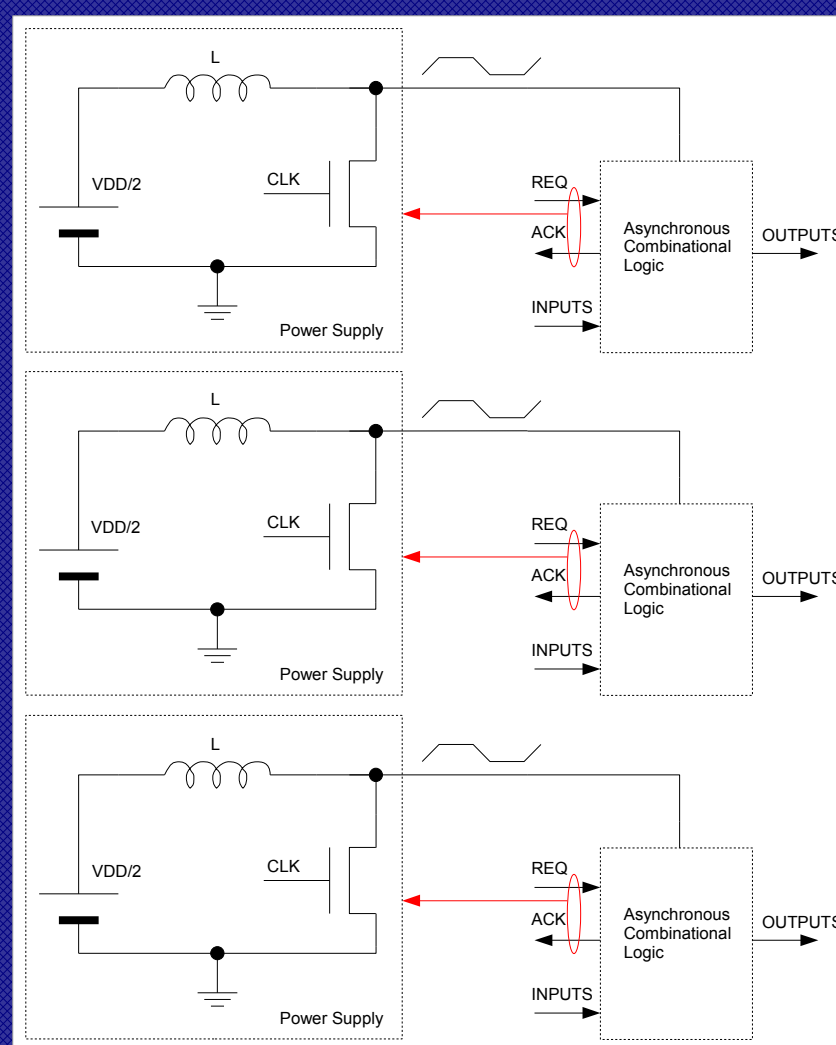 L
VDD/2
CLK
REQ
ACK
Asynchronous
Combinational
Logic
OUTPUTS
INPUTS
Power Supply
L
VDD/2
CLK
REQ
ACK
Asynchronous
Combinational
Logic
OUTPUTS
INPUTS
Power Supply
L
VDD/2
CLK
REQ
ACK
Asynchronous
Combinational
Logic
OUTPUTS
INPUTS
Power Supply